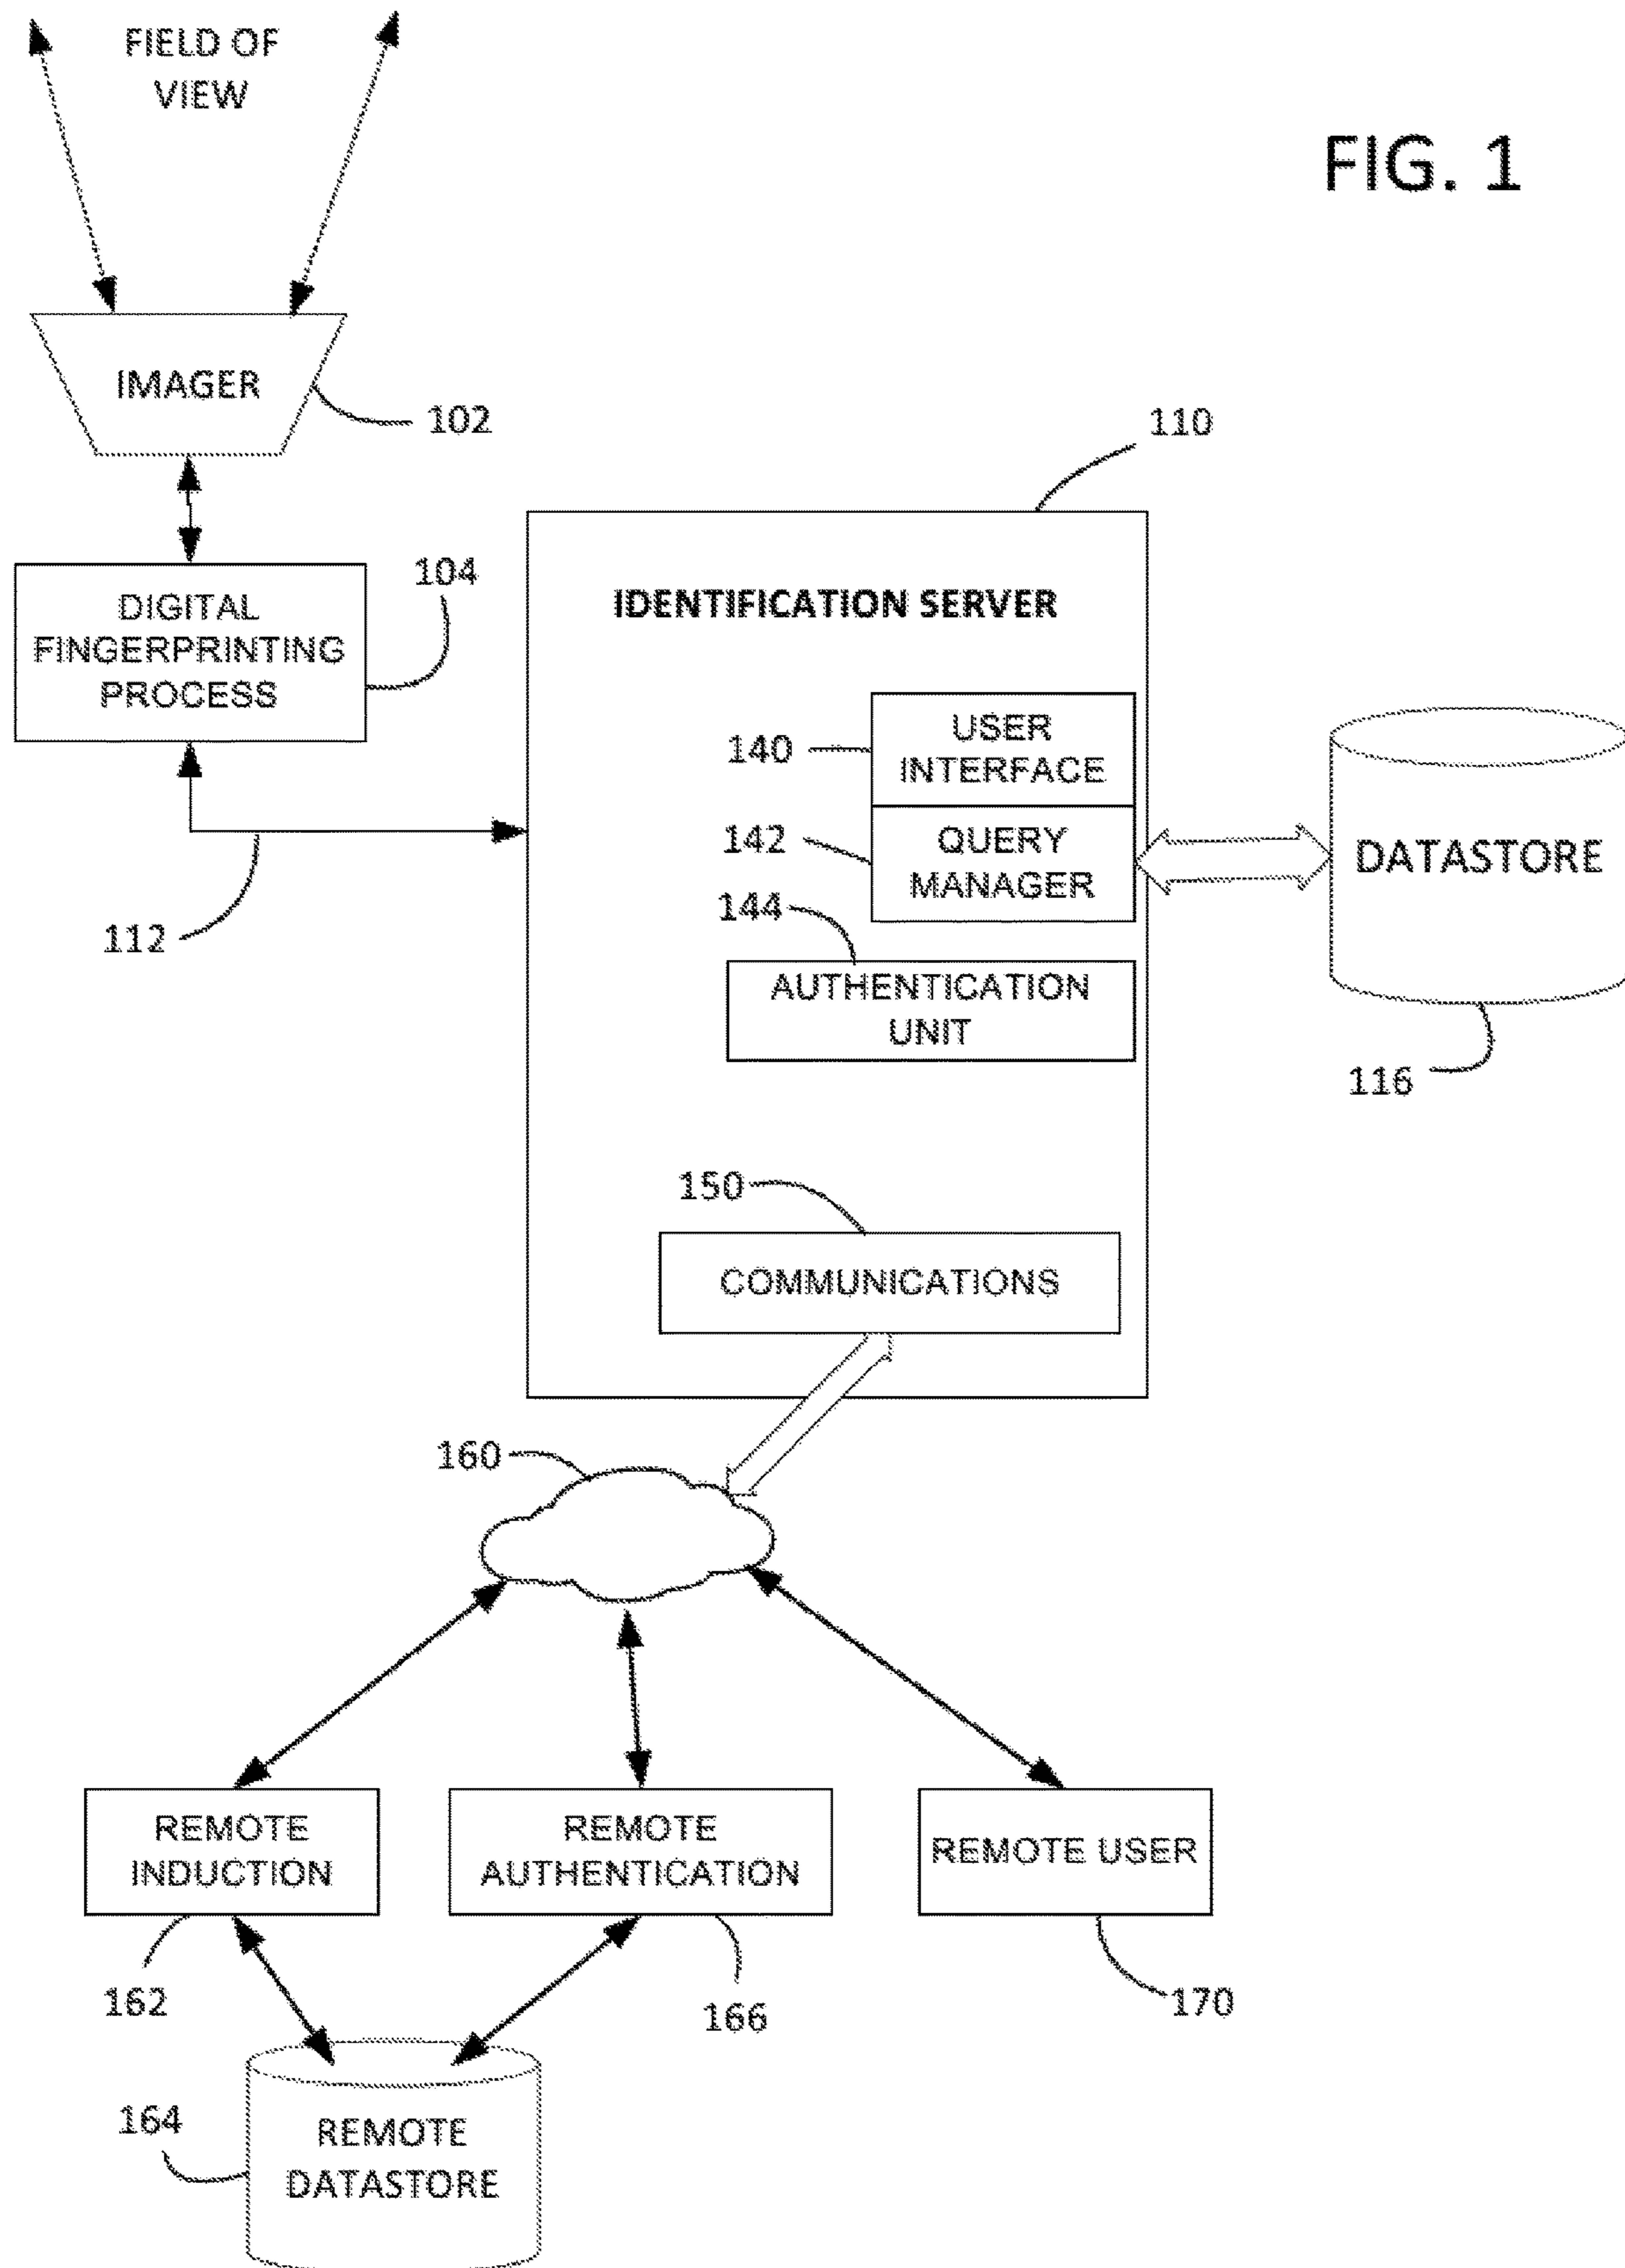 FIELD OF
VIEW
FIG. 1
IMAGER
102
110
104
DIGITAL
FINGERPRINTING
PROCESS
IDENTIFICATION SERVER
140
USER
INTERFACE
142
QUERY
MANAGER
DATASTORE
144
112
AUTHENTICATION
UNIT
116
150
COMMUNICATIONS
160
REMOTE
INDUCTION
REMOTE
AUTHENTICATION
REMOTE USER
162
166
170
164
REMOTE
DATASTORE